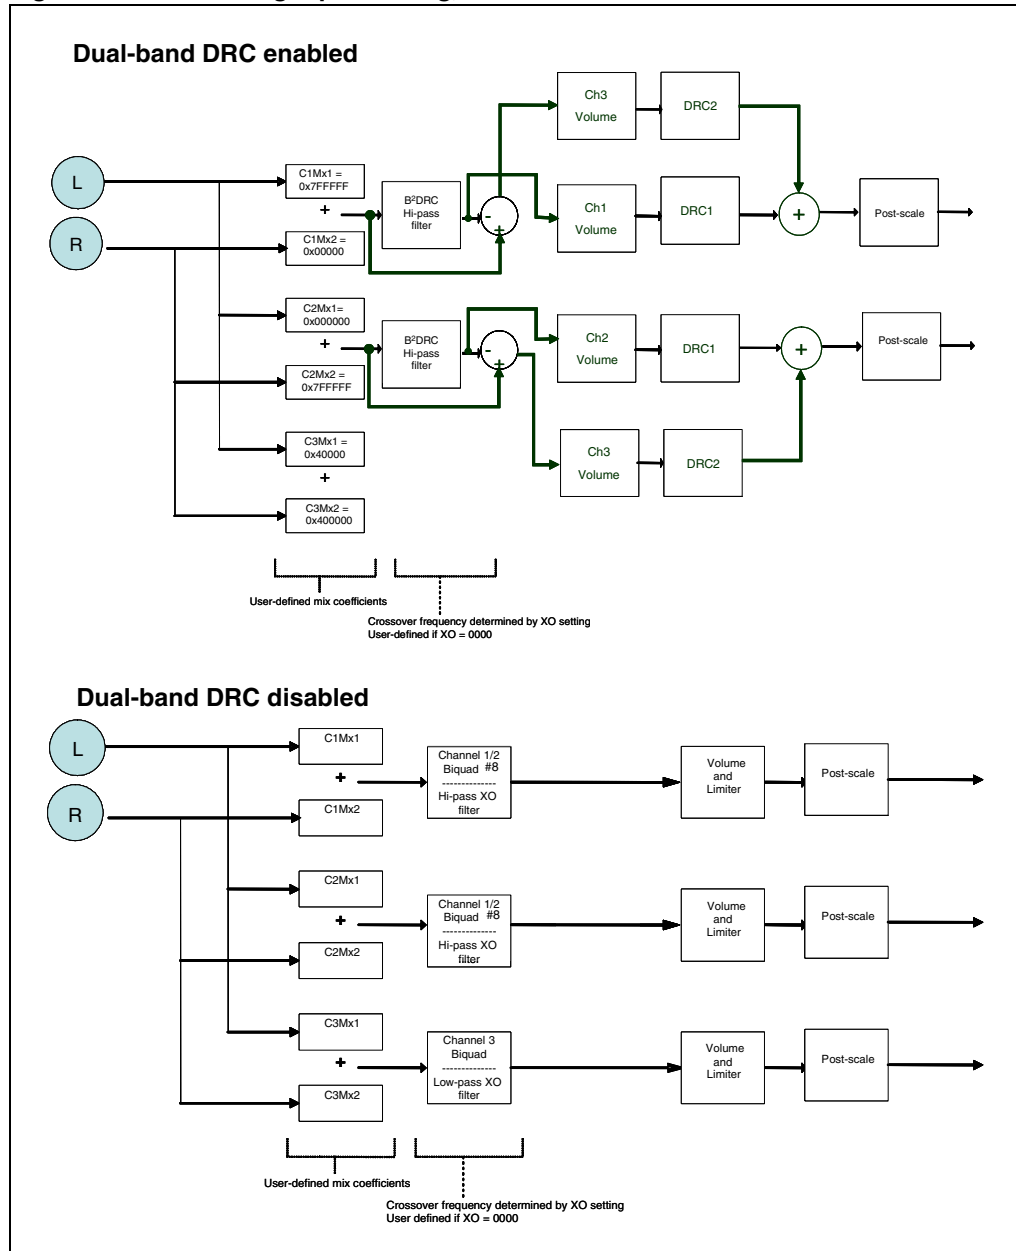 Dual-band DRC enabled
Ch3
Volume
DRC2
L
C1Mx1 =
0x7FFFFF
+
B²DRC
Hi-pass
filter
-
+
Ch1
Volume
DRC1
+
Post-scale
R
C1Mx2 =
0x00000
C2Mx1=
0x000000
+
B²DRC
Hi-pass
filter
-
+
Ch2
Volume
DRC1
+
Post-scale
C2Mx2 =
0x7FFFFF
C3Mx1 =
0x40000
+
Ch3
Volume
DRC2
C3Mx2 =
0x400000
User-defined mix coefficients
Crossover frequency determined by XO setting
User-defined if XO = 0000
Dual-band DRC disabled
L
C1Mx1
+
Channel 1/2
Biquad #8
---------------
Hi-pass XO
filter
Volume
and
Limiter
Post-scale
R
C1Mx2
C2Mx1
+
Channel 1/2
Biquad #8
---------------
Hi-pass XO
filter
Volume
and
Limiter
Post-scale
C2Mx2
C3Mx1
+
Channel 3
Biquad
---------------
Low-pass XO
filter
Volume
and
Limiter
Post-scale
C3Mx2
User-defined mix coefficients
Crossover frequency determined by XO setting
User defined if XO = 0000